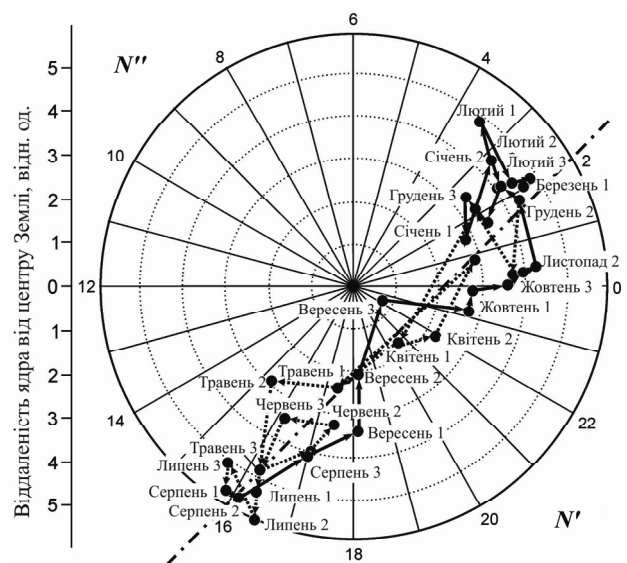 Віддаленість ядра від центру Землі, відн. од.
5
4
3
2
1
0
1
2
3
4
5
N''
N'
6
8
10
12
14
16
18
20
22
0
2
4
Лютий 1
Лютий 2
Січень 2
Лютий 3
Березень 1
Грудень 3
Грудень 2
Січень 1
Листопад 2
Жовтень 3
Вересень 3
Жовтень 1
Квітень 1
Квітень 2
Травень 1
Травень 2
Вересень 2
Червень 3
Червень 2
Вересень 1
Травень 3
Липень 3
Серпень 3
Серпень 1
Липень 1
Серпень 2
Липень 2